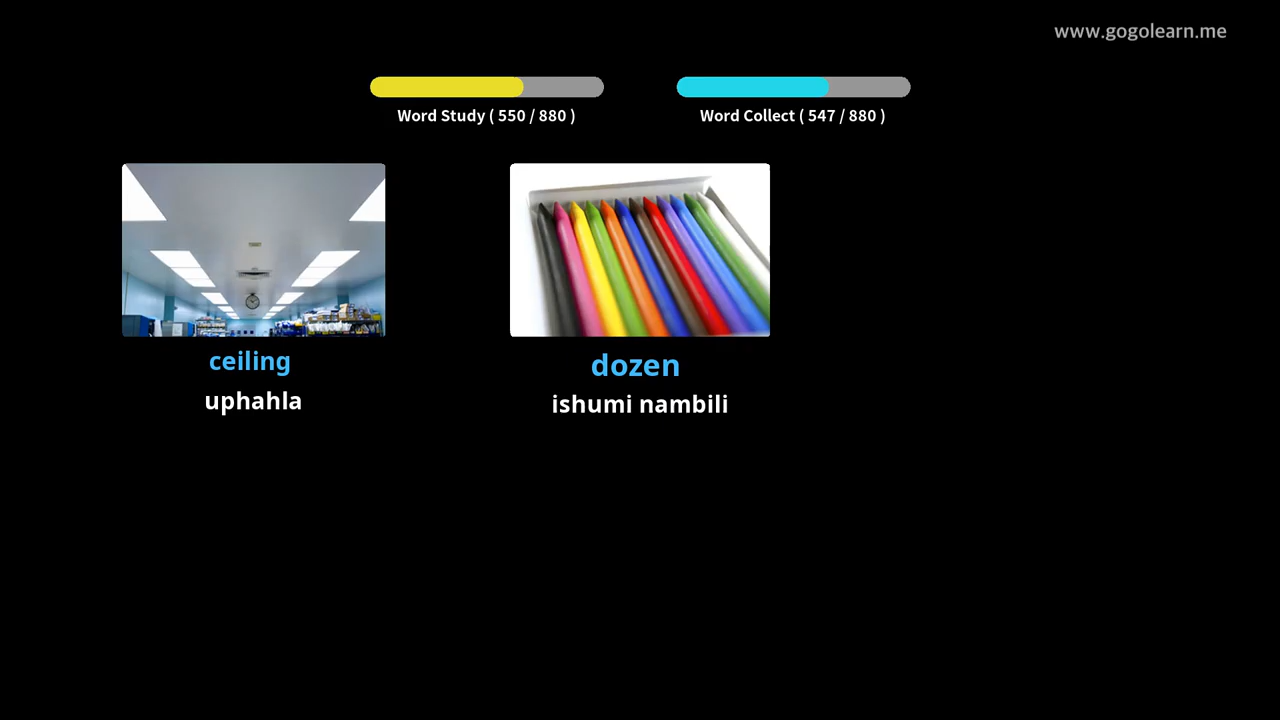 www.gogolearn.me
Word Study ( 550 / 880 )
Word Collect ( 547 / 880 )
ceiling
uphahla
dozen
ishumi nambili